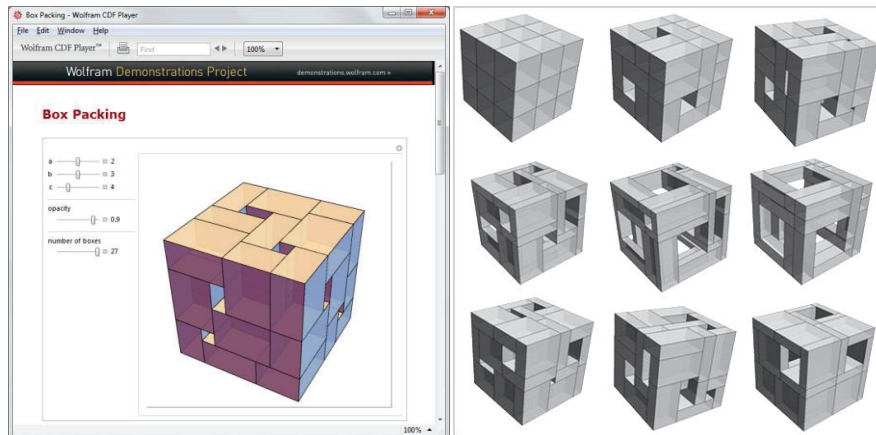 Box Packing - Wolfram CDF Player
File Edit Window Help
Wolfram CDF Player™ Find 100%
Wolfram Demonstrations Project demonstrations.wolfram.com »
Box Packing
a 2
b 3
c 4
opacity
0.9
number of boxes
27
100%